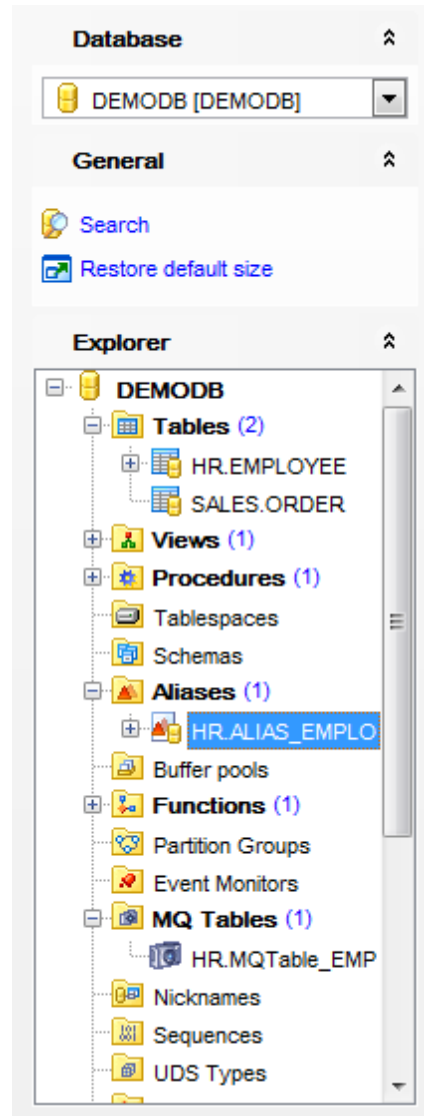 Database
DEMODB [DEMODB]
General
Search
Restore default size
Explorer
DEMODB
Tables (2)
HR.EMPLOYEE
SALES.ORDER
Views (1)
Procedures (1)
Tablespaces
Schemas
Aliases (1)
HR.ALIAS_EMPLO
Buffer pools
Functions (1)
Partition Groups
Event Monitors
MQ Tables (1)
HR.MQTable_EMP
Nicknames
Sequences
UDS Types